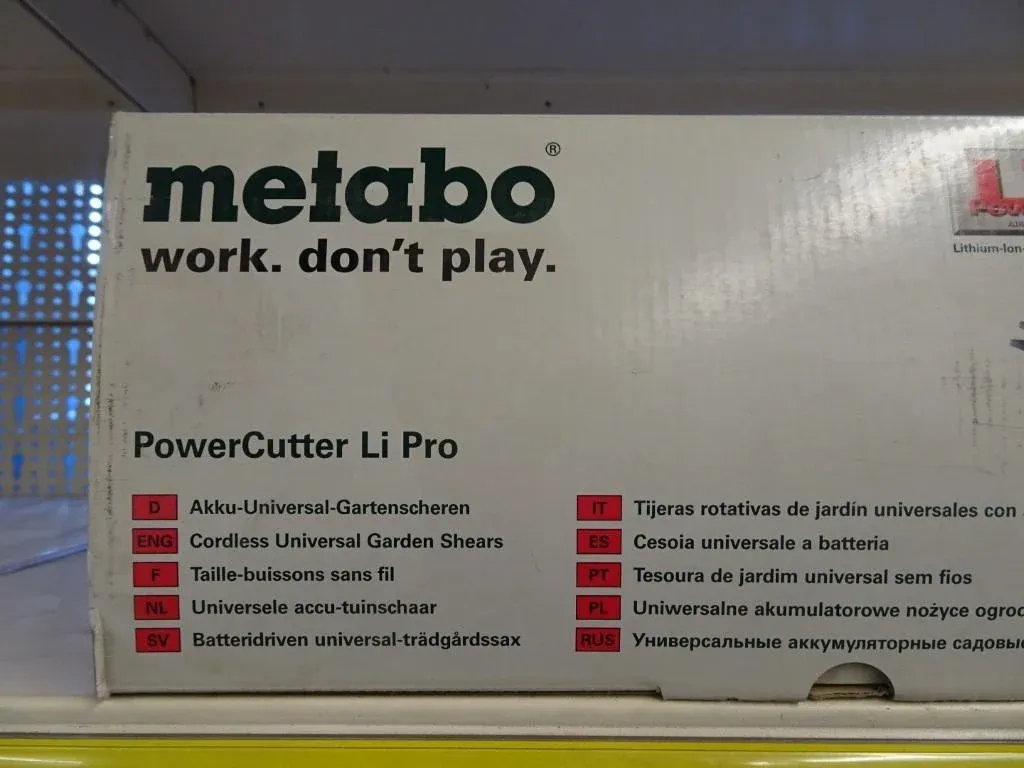 metabo®
work. don't play.
Lithium-Ion-
PowerCutter Li Pro
D Akku-Universal-Gartenscheren
ENG Cordless Universal Garden Shears
F Taille-buissons sans fil
NL Universele accu-tuinschaar
SV Batteridriven universal-trädgårdssax
IT Tijeras rotativas de jardín universales con
ES Cesoia universale a batteria
PT Tesoura de jardim universal sem fios
PL Uniwersalne akumulatorowe nożyce
RUS Универсальные аккумуляторные